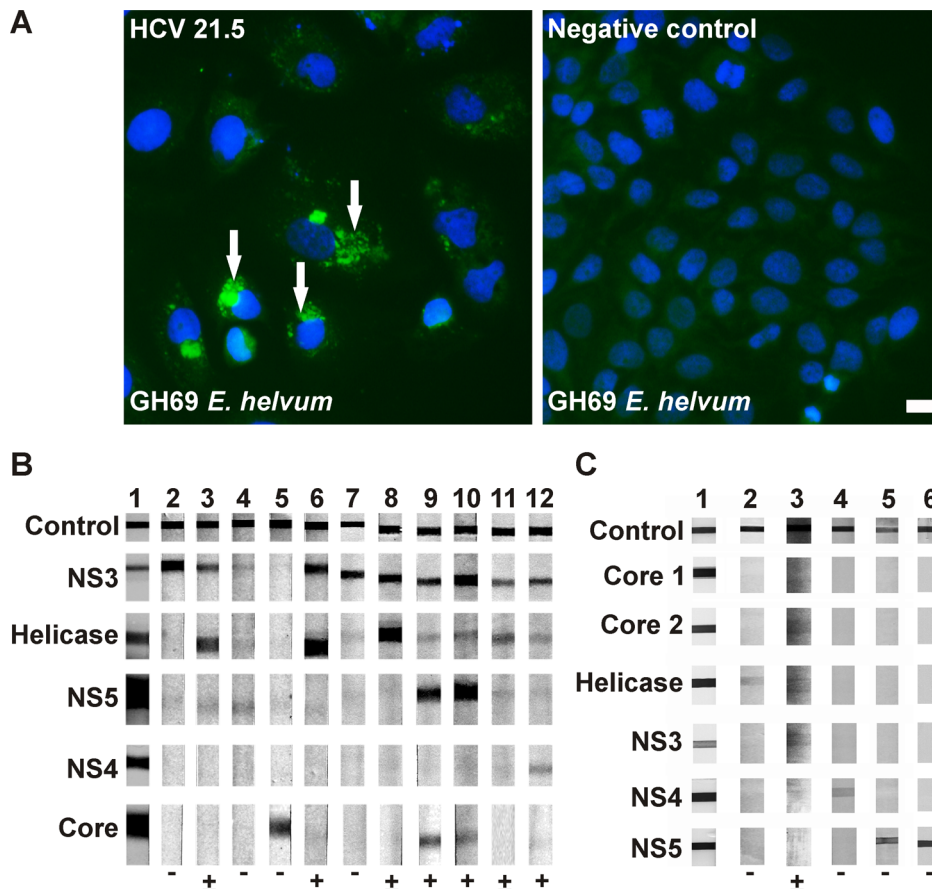 A
HCV 21.5
Negative control
GH69 E. helvum
GH69 E. helvum
B
1 2 3 4 5 6 7 8 9 10 11 12
Control
NS3
Helicase
NS5
NS4
Core
- + - - + - + + + + +
C
1 2 3 4 5 6
Control
Core 1
Core 2
Helicase
NS3
NS4
NS5
- + - - -